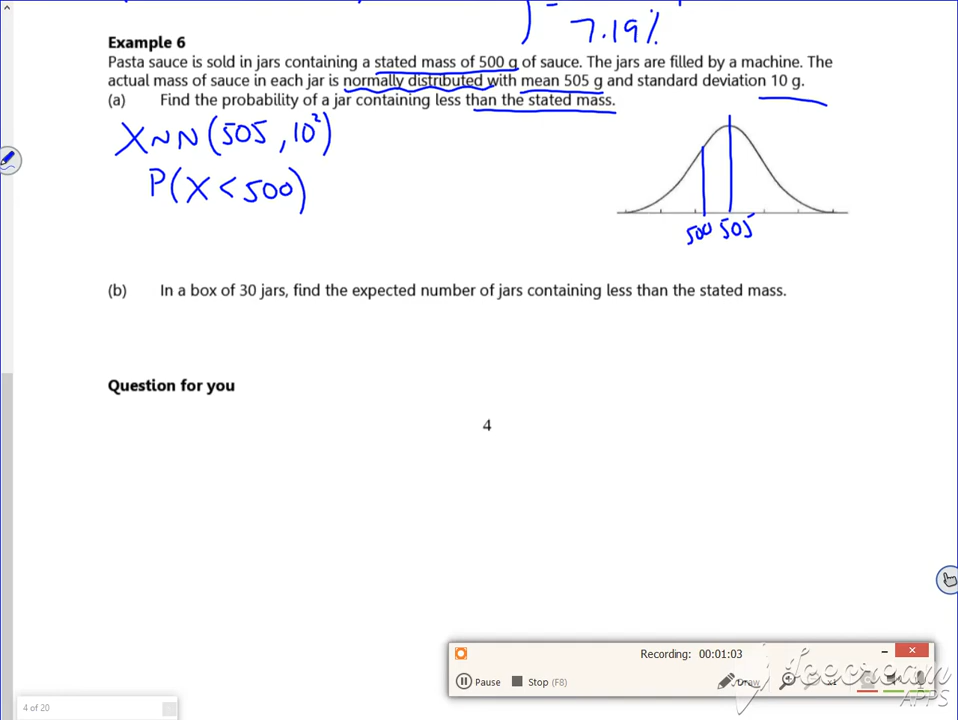 ) = 7.19%
Example 6
Pasta sauce is sold in jars containing a stated mass of 500 g of sauce. The jars are filled by a machine. The
actual mass of sauce in each jar is normally distributed with mean 505 g and standard deviation 10 g.
(a) Find the probability of a jar containing less than the stated mass.
X~N(505,10²)
P(X<500)
500 505
(b) In a box of 30 jars, find the expected number of jars containing less than the stated mass.
Question for you
4
Recording: 00:01:03
Pause Stop (F8) Draw x1
Icecream
APPS
4 of 20